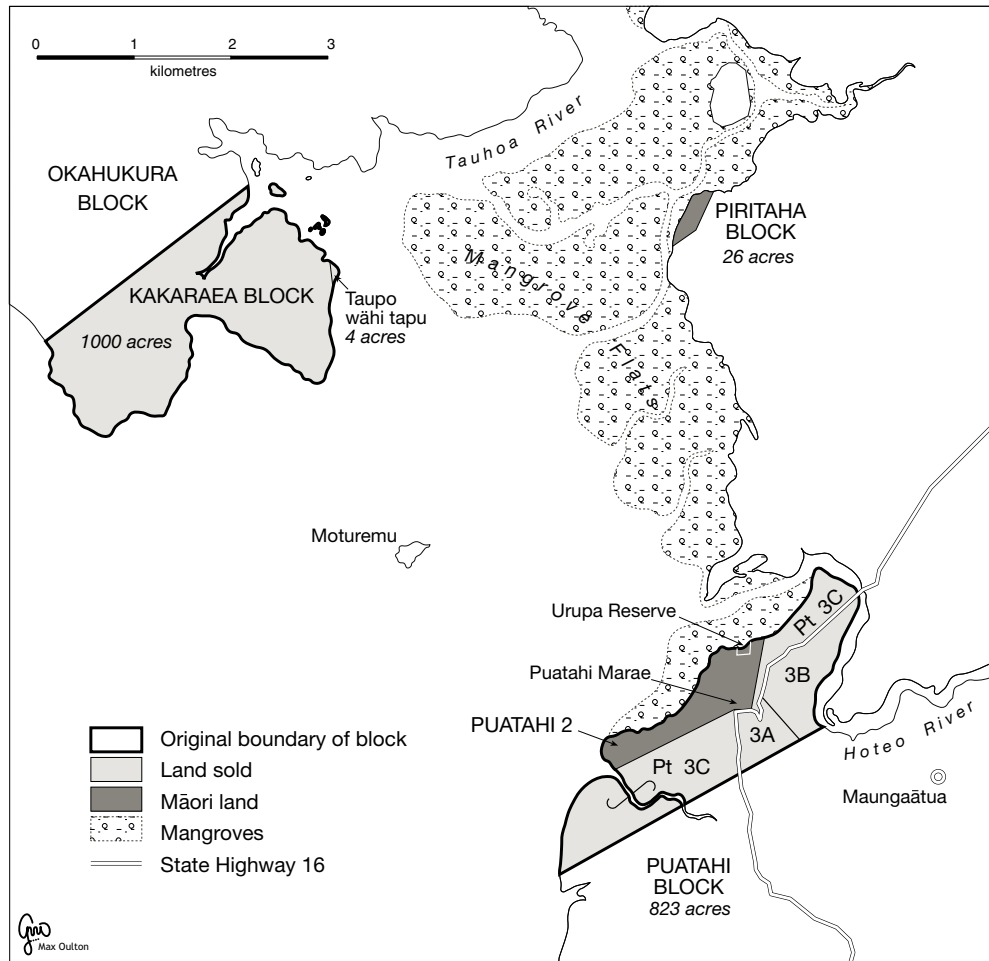 0 1 2 3
kilometres
Tauhoa River
OKAHUKURA
BLOCK
PIRITAHA
BLOCK
26 acres
Mangrove Flats
KAKARAEA BLOCK
1000 acres
Taupo
wāhi tapu
4 acres
Moturemu
Urupa Reserve
Pt 3C
Puatahi Marae
3B
PUATAHI 2
3A
Pt 3C
Hoteo River
Maungaātua
PUATAHI
BLOCK
823 acres
Original boundary of block
Land sold
Māori land
Mangroves
State Highway 16
Max Oulton